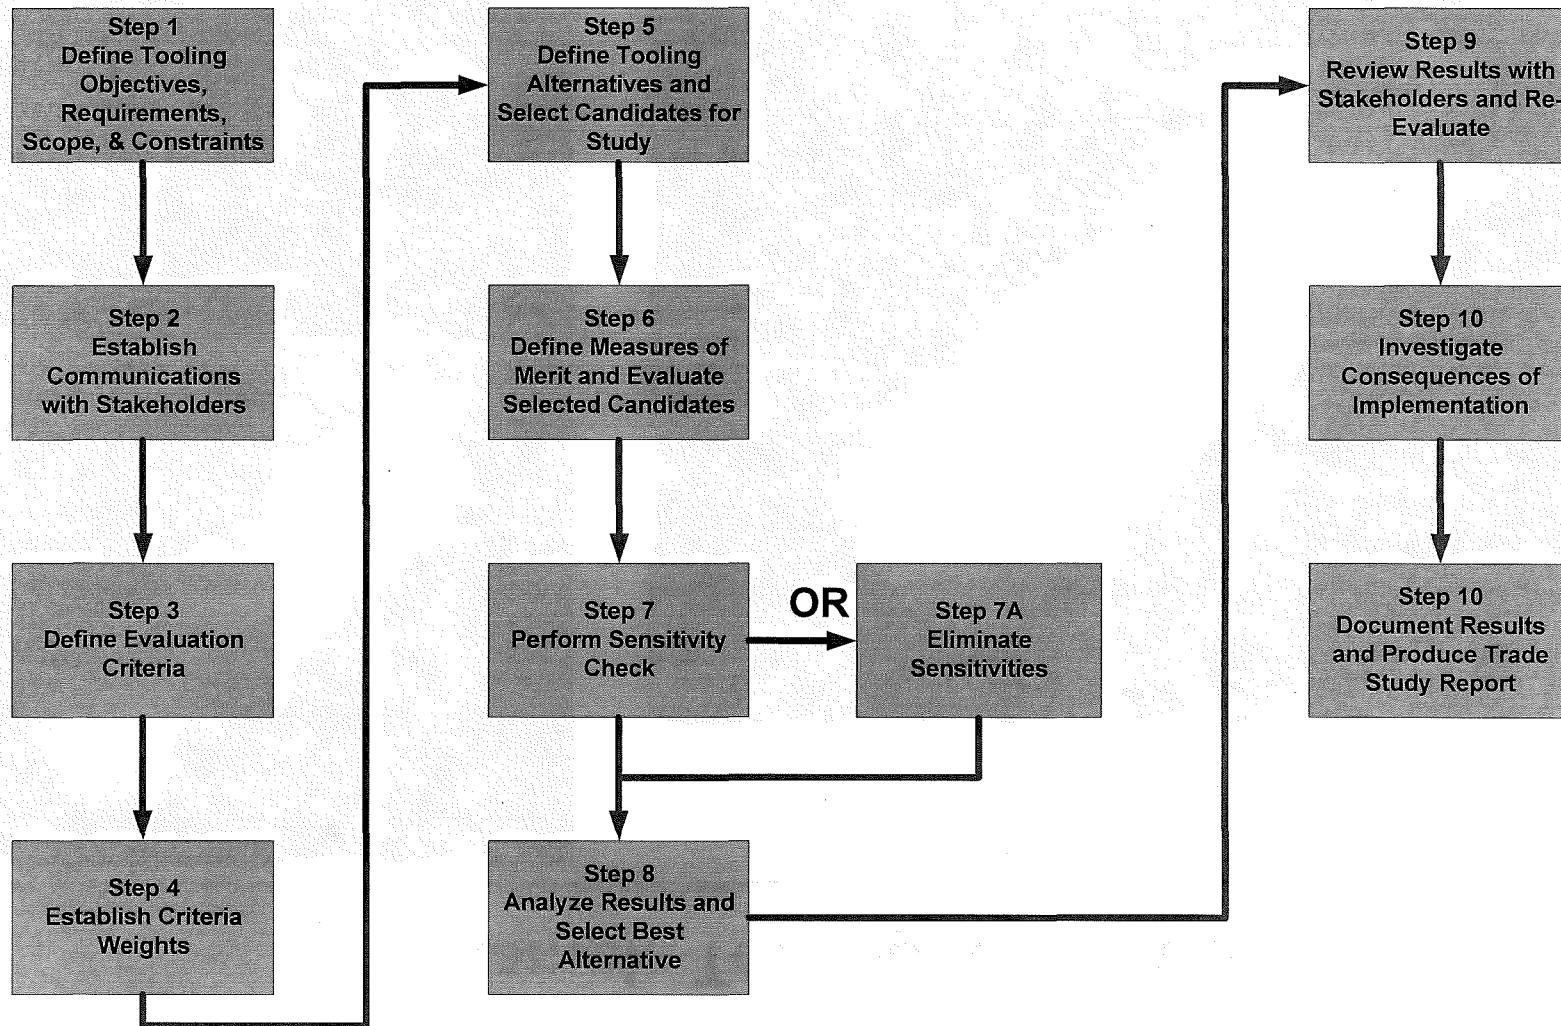 Step 1
Define Tooling
Objectives,
Requirements,
Scope, & Constraints
Step 2
Establish
Communications
with Stakeholders
Step 3
Define Evaluation
Criteria
Step 4
Establish Criteria
Weights
Step 5
Define Tooling
Alternatives and
Select Candidates for
Study
Step 6
Define Measures of
Merit and Evaluate
Selected Candidates
Step 7
Perform Sensitivity
Check
OR
Step 7A
Eliminate
Sensitivities
Step 8
Analyze Results and
Select Best
Alternative
Step 9
Review Results with
Stakeholders and Re-
Evaluate
Step 10
Investigate
Consequences of
Implementation
Step 10
Document Results
and Produce Trade
Study Report